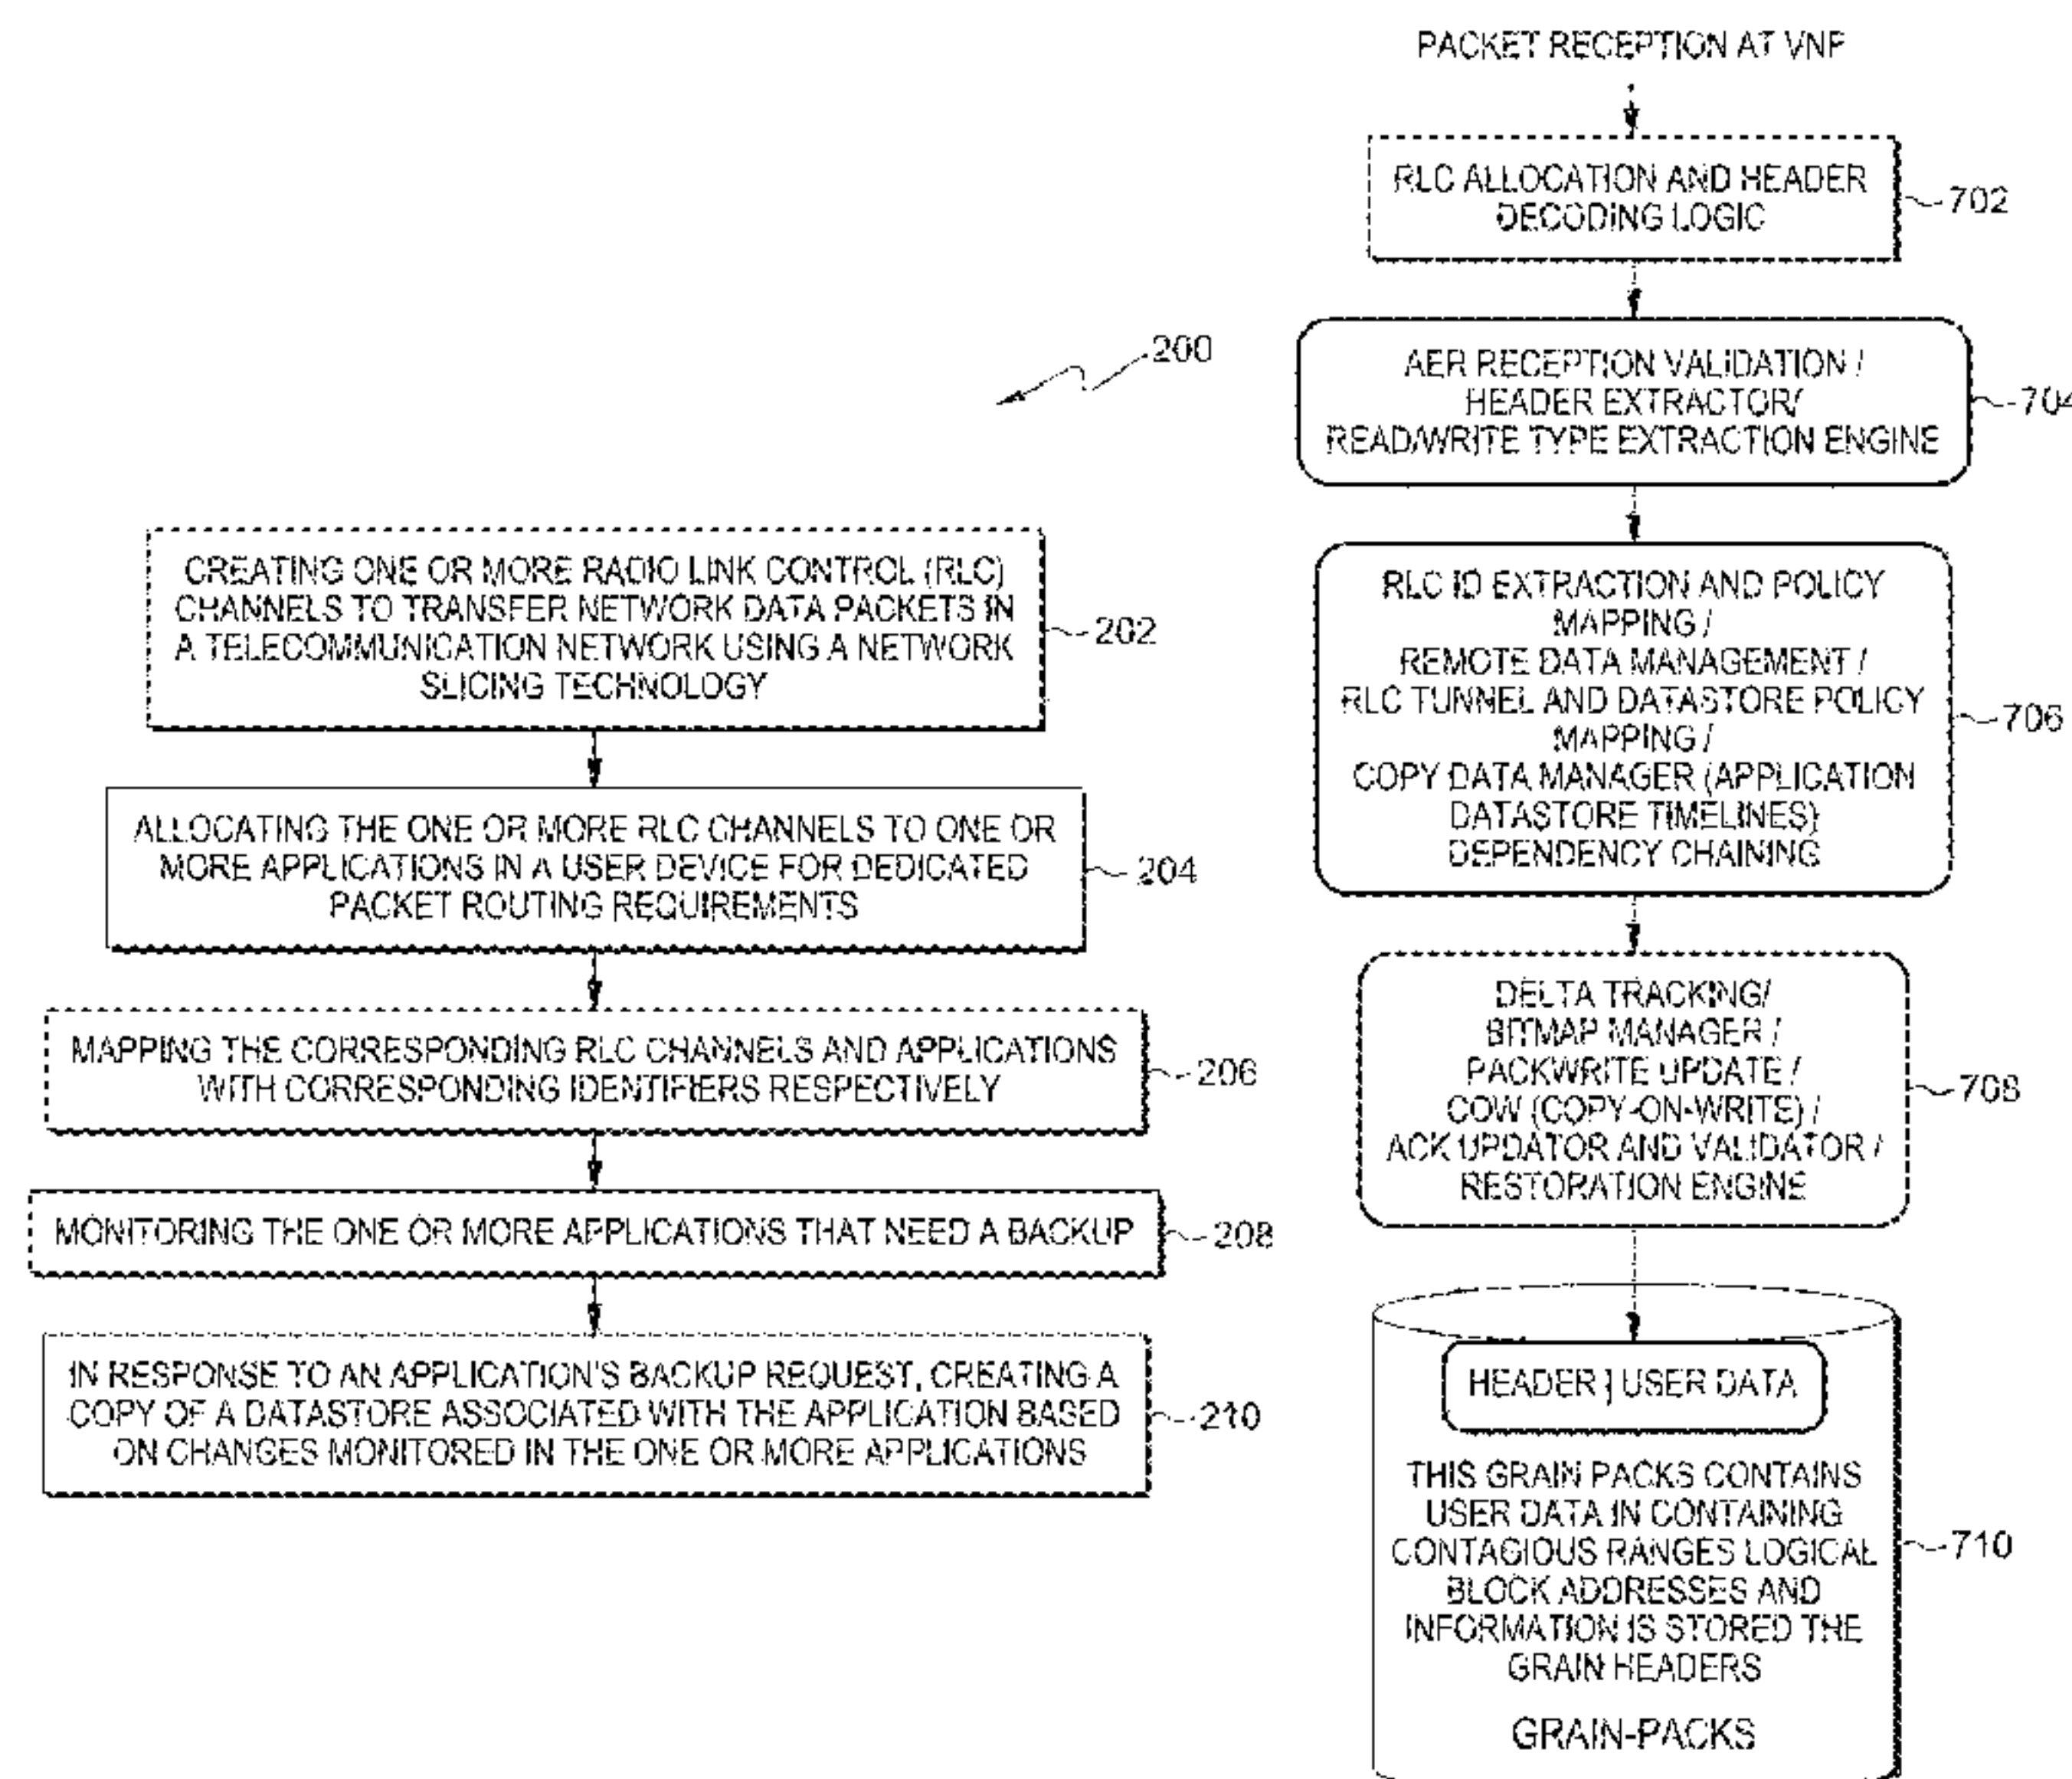 200
CREATING ONE OR MORE RADIO LINK CONTROL (RLC)
CHANNELS TO TRANSFER NETWORK DATA PACKETS IN
A TELECOMMUNICATION NETWORK USING A NETWORK
SLICING TECHNOLOGY
202
ALLOCATING THE ONE OR MORE RLC CHANNELS TO ONE OR
MORE APPLICATIONS IN A USER DEVICE FOR DEDICATED
PACKET ROUTING REQUIREMENTS
204
MAPPING THE CORRESPONDING RLC CHANNELS AND APPLICATIONS
WITH CORRESPONDING IDENTIFIERS RESPECTIVELY
206
MONITORING THE ONE OR MORE APPLICATIONS THAT NEED A BACKUP
208
IN RESPONSE TO AN APPLICATION'S BACKUP REQUEST, CREATING A
COPY OF A DATASTORE ASSOCIATED WITH THE APPLICATION BASED
ON CHANGES MONITORED IN THE ONE OR MORE APPLICATIONS
210
PACKET RECEPTION AT VNF
RLC ALLOCATION AND HEADER
DECODING LOGIC
702
AER RECEPTION VALIDATION /
HEADER EXTRACTOR/
READ/WRITE TYPE EXTRACTION ENGINE
704
RLC ID EXTRACTION AND POLICY
MAPPING /
REMOTE DATA MANAGEMENT /
RLC TUNNEL AND DATASTORE POLICY
MAPPING /
COPY DATA MANAGER (APPLICATION
DATASTORE TIMELINES)
DEPENDENCY CHAINING
706
DELTA TRACKING/
BITMAP MANAGER /
PACKWRITE UPDATE /
COW (COPY-ON-WRITE) /
ACK UPDATOR AND VALIDATOR /
RESTORATION ENGINE
708
HEADER | USER DATA
THIS GRAIN PACKS CONTAINS
USER DATA IN CONTAINING
CONTAGIOUS RANGES LOGICAL
BLOCK ADDRESSES AND
INFORMATION IS STORED THE
GRAIN HEADERS
710
GRAIN-PACKS